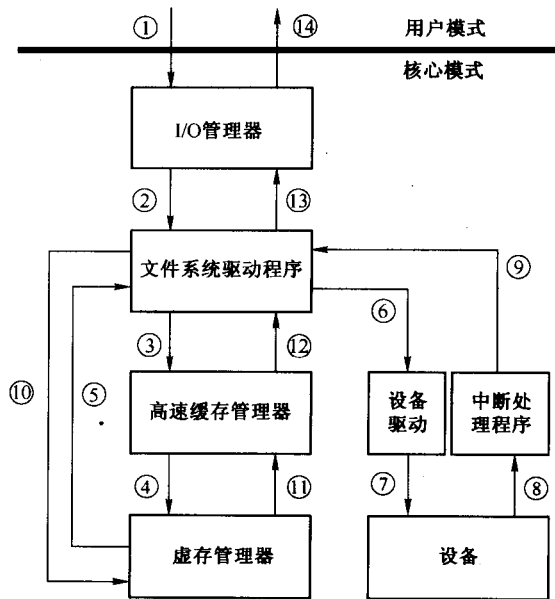 ① ⑭ 用户模式
核心模式
I/O管理器
② ⑬
文件系统驱动程序
⑨
⑥
③ ⑫
⑩ ⑤
高速缓存管理器
设备
驱动
中断处
理程序
④ ⑪ ⑦ ⑧
虚存管理器
设备